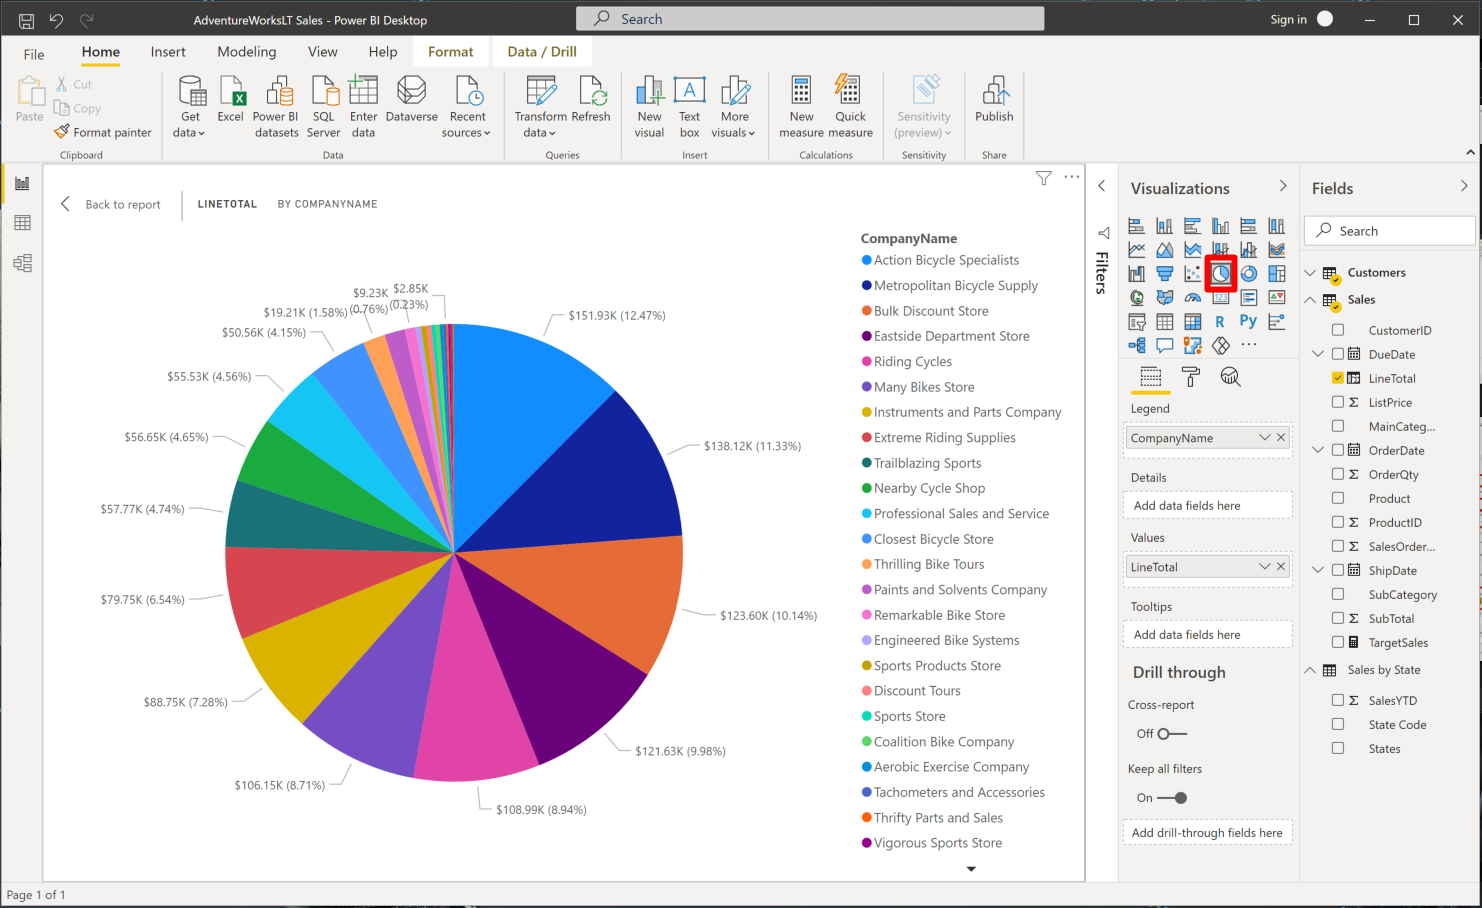 AdventureWorksLT Sales - Power BI Desktop
Search
Sign in
File
Home
Insert
Modeling
View
Help
Format
Data / Drill
Paste
Cut
Copy
Format painter
Clipboard
Get data
Excel
Power BI datasets
SQL Server
Enter data
Dataverse
Recent sources
Data
Transform data
Refresh
Queries
New visual
Text box
More visuals
Insert
New measure
Quick measure
Calculations
Sensitivity (preview)
Sensitivity
Publish
Share
Back to report
LINETOTAL
BY COMPANYNAME
$151.93K (12.47%)
$138.12K (11.33%)
$123.60K (10.14%)
$121.63K (9.98%)
$108.99K (8.94%)
$106.15K (8.71%)
$88.75K (7.28%)
$79.75K (6.54%)
$57.77K (4.74%)
$56.65K (4.65%)
$55.53K (4.56%)
$50.56K (4.15%)
$19.21K (1.58%)
$9.23K (0.76%)
$2.85K (0.23%)
CompanyName
Action Bicycle Specialists
Metropolitan Bicycle Supply
Bulk Discount Store
Eastside Department Store
Riding Cycles
Many Bikes Store
Instruments and Parts Company
Extreme Riding Supplies
Trailblazing Sports
Nearby Cycle Shop
Professional Sales and Service
Closest Bicycle Store
Thrilling Bike Tours
Paints and Solvents Company
Remarkable Bike Store
Engineered Bike Systems
Sports Products Store
Discount Tours
Sports Store
Coalition Bike Company
Aerobic Exercise Company
Tachometers and Accessories
Thrifty Parts and Sales
Vigorous Sports Store
Filters
Visualizations
123
R
Py
Legend
CompanyName
Details
Add data fields here
Values
LineTotal
Tooltips
Add data fields here
Drill through
Cross-report
Off
Keep all filters
On
Add drill-through fields here
Fields
Search
Customers
Sales
CustomerID
DueDate
LineTotal
ListPrice
MainCateg...
OrderDate
OrderQty
Product
ProductID
SalesOrder...
ShipDate
SubCategory
SubTotal
TargetSales
Sales by State
SalesYTD
State Code
States
Page 1 of 1